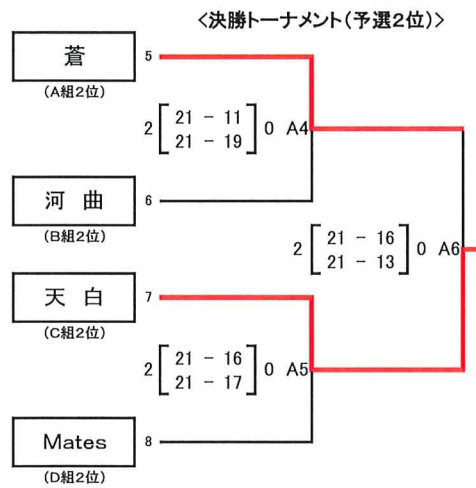 <決勝トーナメント(予選2位)>
蒼
5
(A組2位)
2 [ 21 - 11 ] 0 A4
21 - 19
河 曲
6
(B組2位)
2 [ 21 - 16 ] 0 A6
21 - 13
天 白
7
(C組2位)
2 [ 21 - 16 ] 0 A5
21 - 17
Mates
8
(D組2位)